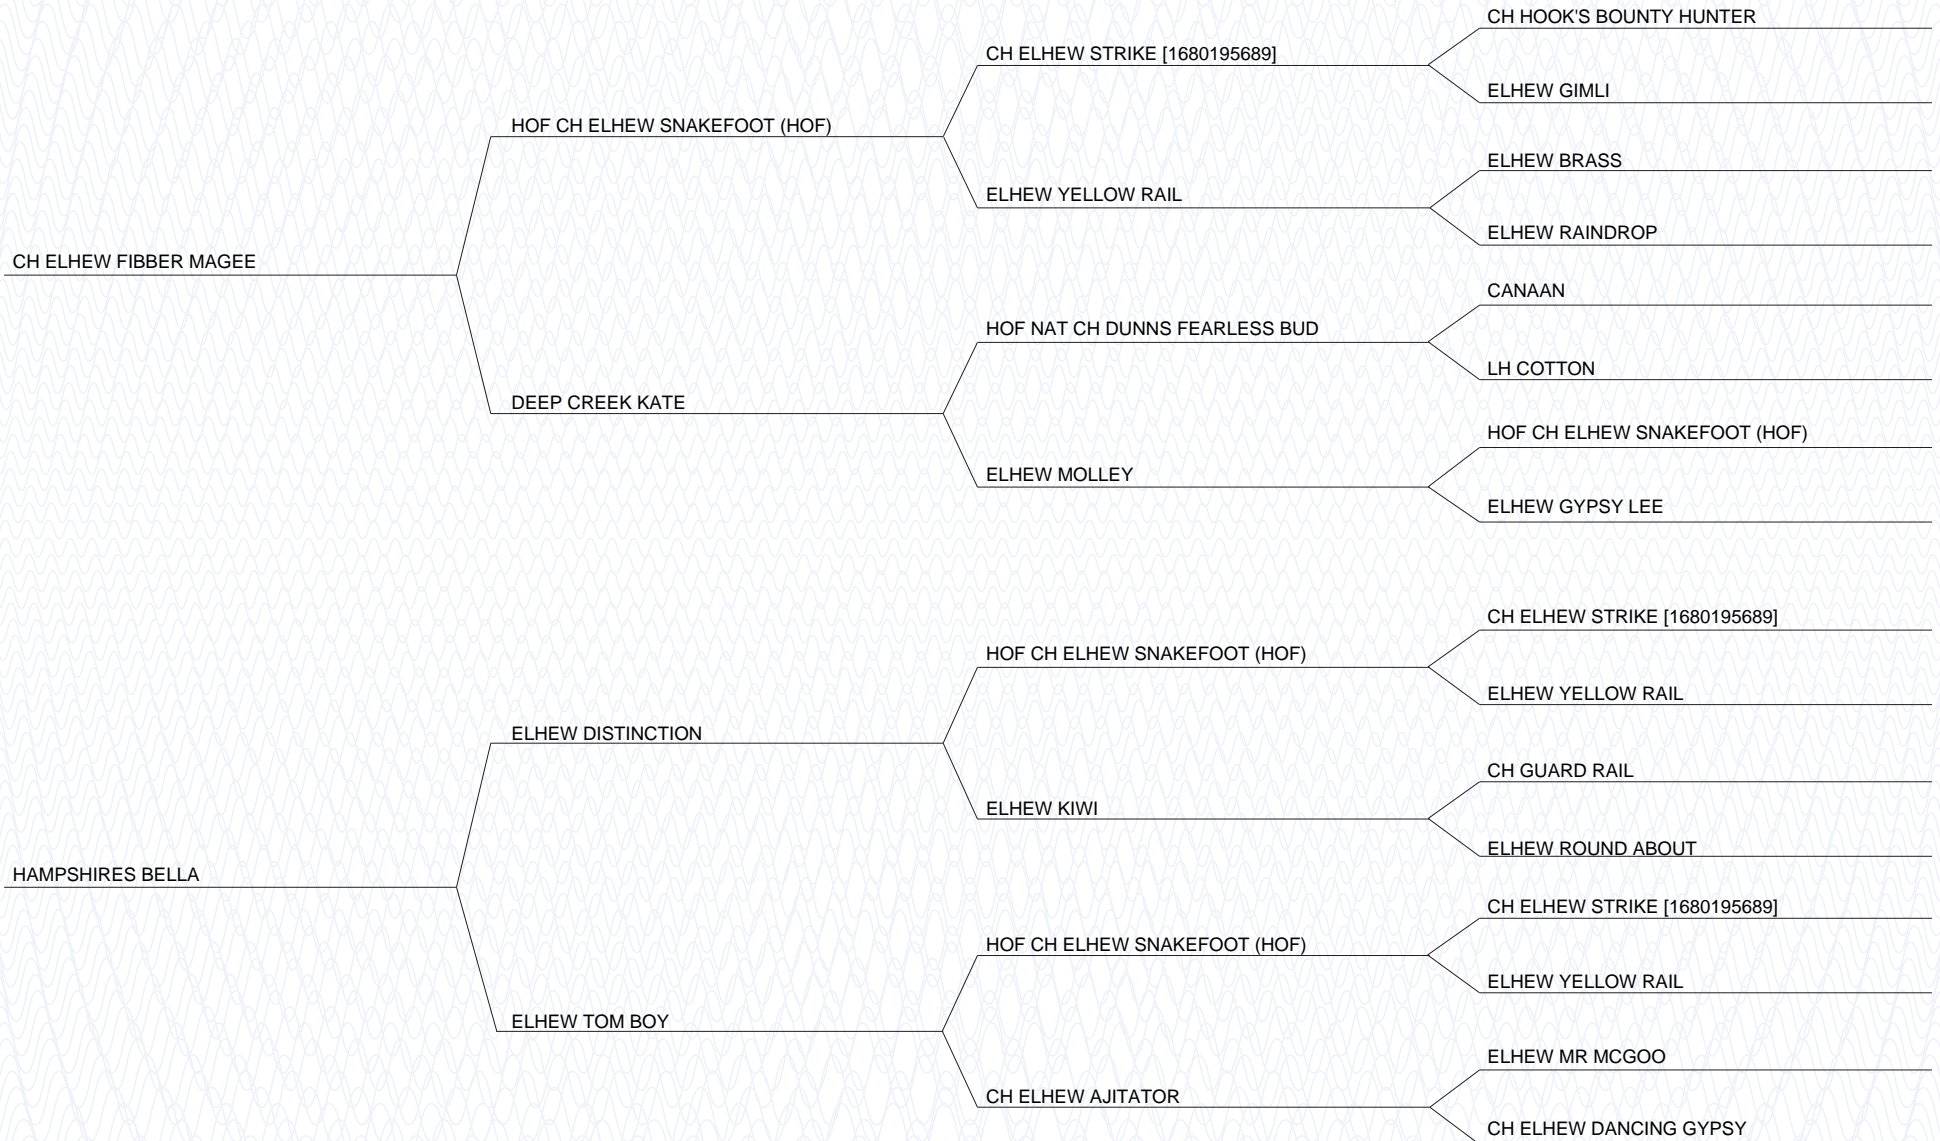 CH HOOK'S BOUNTY HUNTER
CH ELHEW STRIKE [1680195689]
ELHEW GIMLI
HOF CH ELHEW SNAKEFOOT (HOF)
ELHEW BRASS
ELHEW YELLOW RAIL
ELHEW RAINDROP
CH ELHEW FIBBER MAGEE
CANAAN
HOF NAT CH DUNNS FEARLESS BUD
LH COTTON
DEEP CREEK KATE
HOF CH ELHEW SNAKEFOOT (HOF)
ELHEW MOLLEY
ELHEW GYPSY LEE
CH ELHEW STRIKE [1680195689]
HOF CH ELHEW SNAKEFOOT (HOF)
ELHEW YELLOW RAIL
ELHEW DISTINCTION
CH GUARD RAIL
ELHEW KIWI
ELHEW ROUND ABOUT
HAMPSHIRES BELLA
CH ELHEW STRIKE [1680195689]
HOF CH ELHEW SNAKEFOOT (HOF)
ELHEW YELLOW RAIL
ELHEW TOM BOY
ELHEW MR MCGOO
CH ELHEW AJITATOR
CH ELHEW DANCING GYPSY